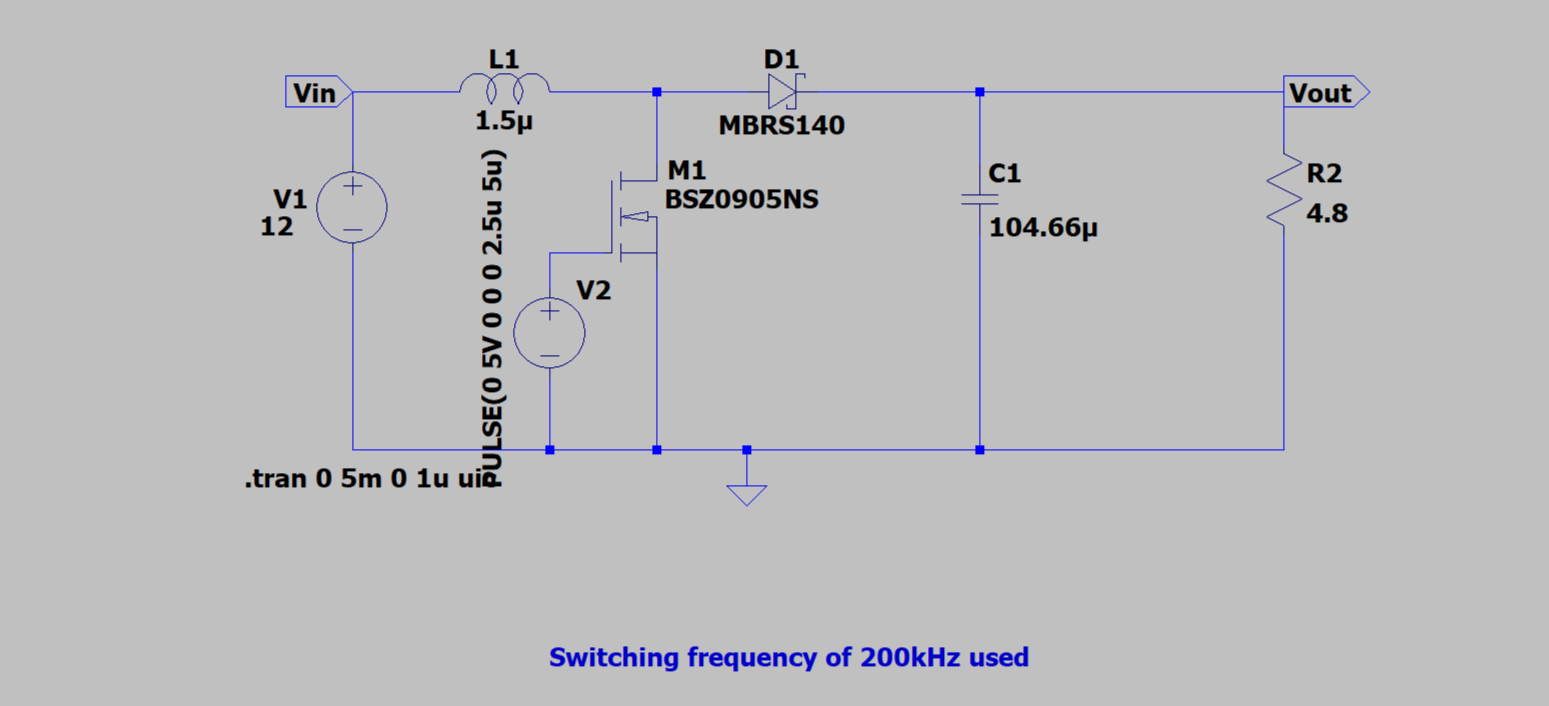 L1
D1
Vin
Vout
1.5µ
MBRS140
V1
12
PULSE(0 5V 0 0 0 2.5u 5u)
M1
BSZ0905NS
C1
104.66µ
R2
4.8
V2
.tran 0 5m 0 1u
Switching frequency of 200kHz used